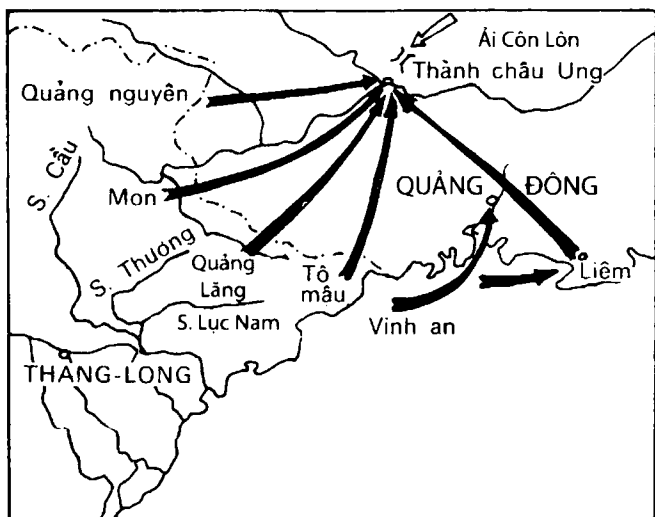 Ải Côn Lôn
Thành châu Ung
Quảng nguyên
S. Cầu
Mon
QUẢNG ĐÔNG
S. Thương
Quảng
Lăng
Tô
mậu
Liêm
S. Lục Nam
Vinh an
THĂNG-LONG